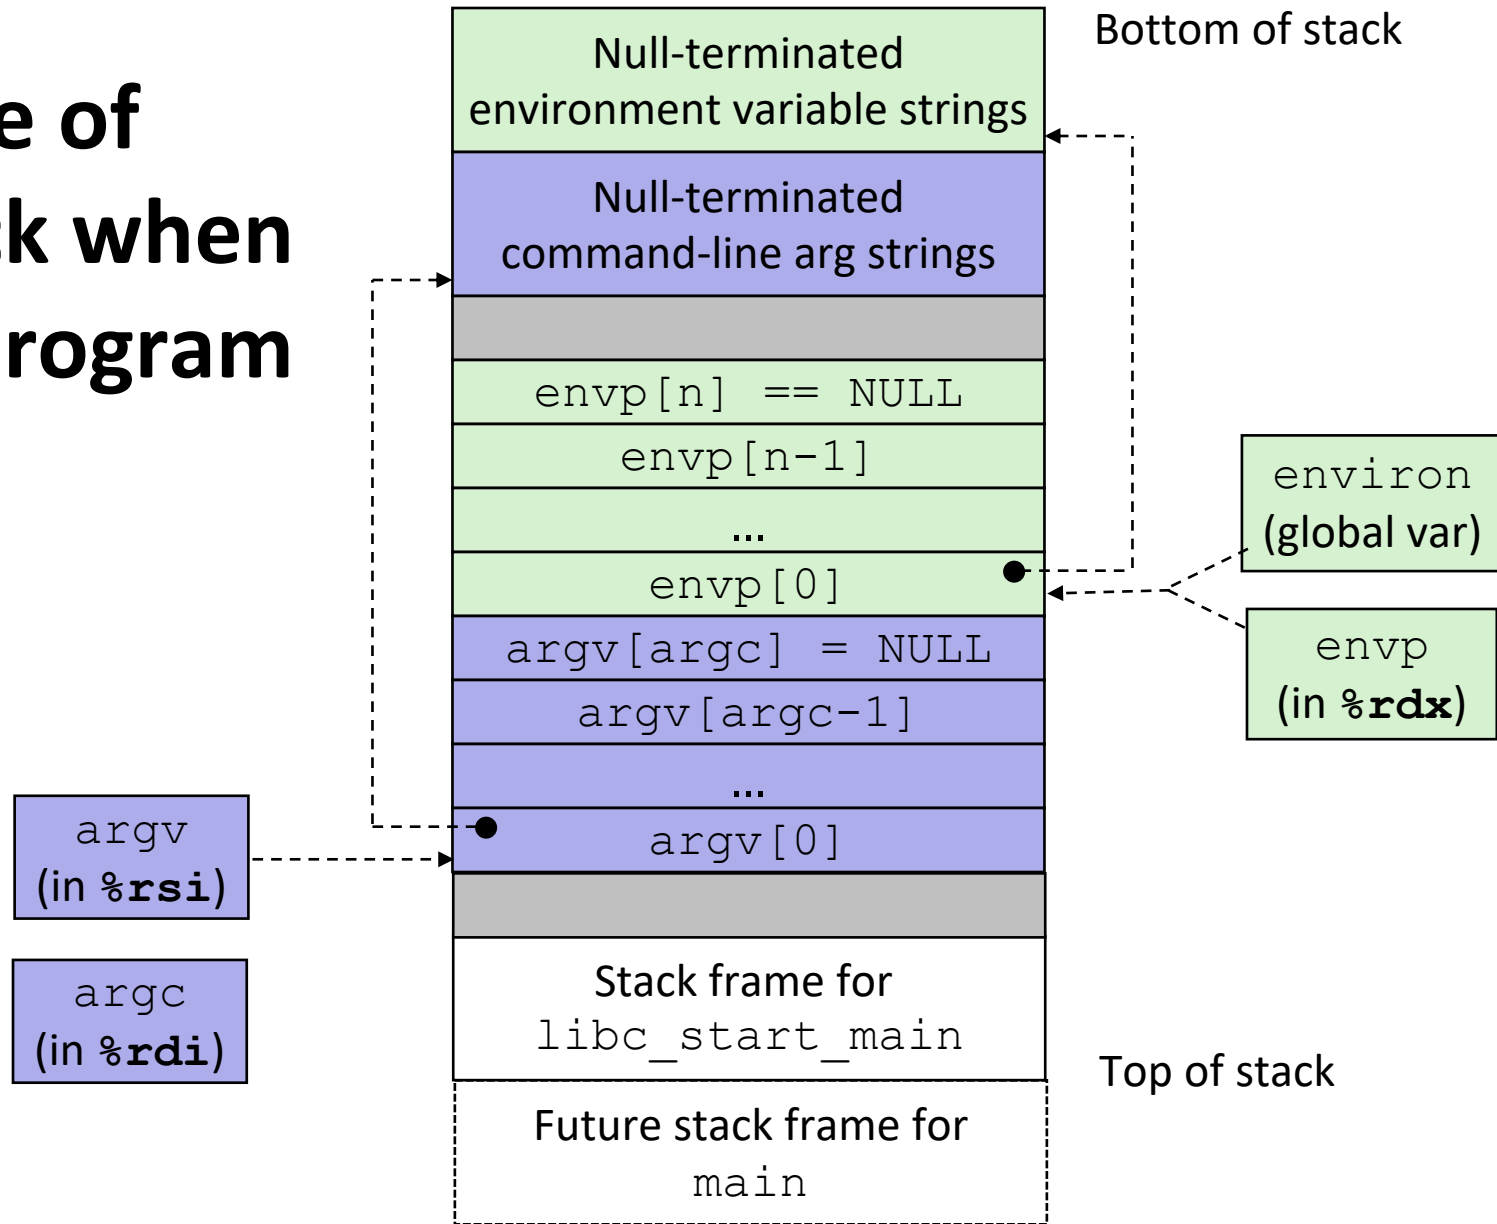 e of
k when
rogram
Bottom of stack
Null-terminated
environment variable strings
Null-terminated
command-line arg strings
envp[n] == NULL
envp[n-1]
...
envp[0]
environ
(global var)
envp
(in %rdx)
argv[argc] = NULL
argv[argc-1]
...
argv[0]
argv
(in %rsi)
argc
(in %rdi)
Stack frame for
libc_start_main
Top of stack
Future stack frame for
main